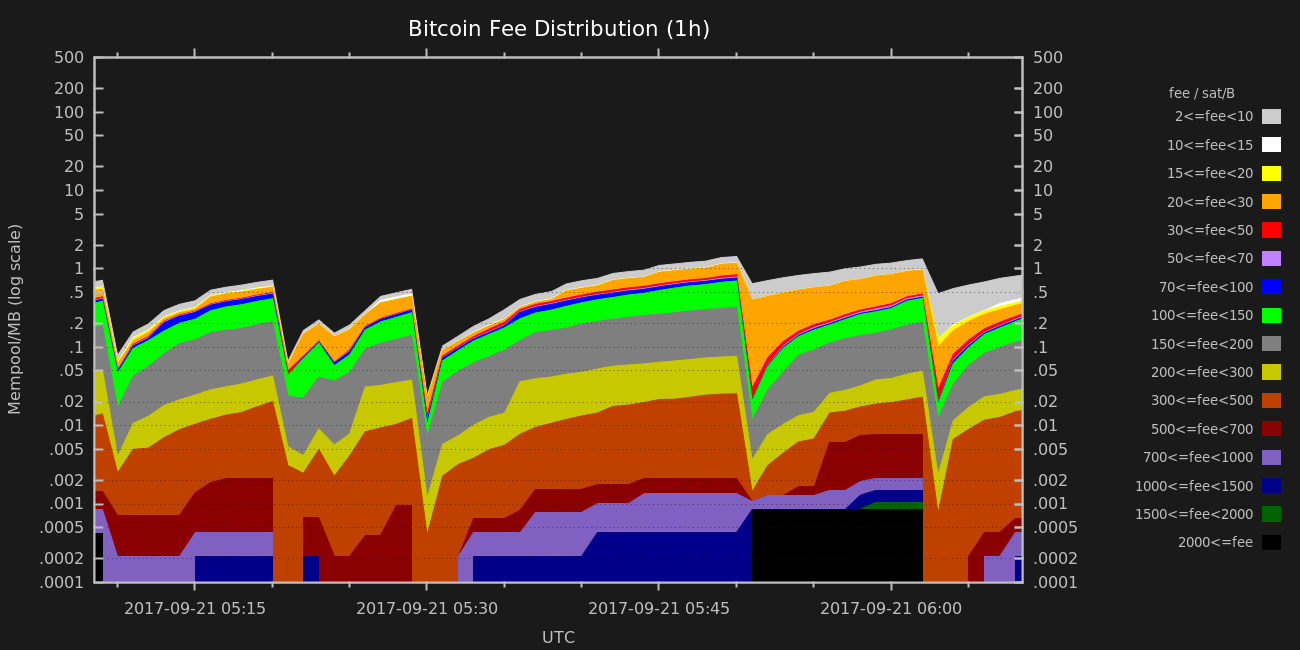 Bitcoin Fee Distribution (1h)
Mempool/MB (log scale)
500
200
100
50
20
10
5
2
1
.5
.2
.1
.05
.02
.01
.005
.002
.001
.0005
.0002
.0001
500
200
100
50
20
10
5
2
1
.5
.2
.1
.05
.02
.01
.005
.002
.001
.0005
.0002
.0001
2017-09-21 05:15
2017-09-21 05:30
2017-09-21 05:45
2017-09-21 06:00
UTC
fee / sat/B
2<=fee<10
10<=fee<15
15<=fee<20
20<=fee<30
30<=fee<50
50<=fee<70
70<=fee<100
100<=fee<150
150<=fee<200
200<=fee<300
300<=fee<500
500<=fee<700
700<=fee<1000
1000<=fee<1500
1500<=fee<2000
2000<=fee